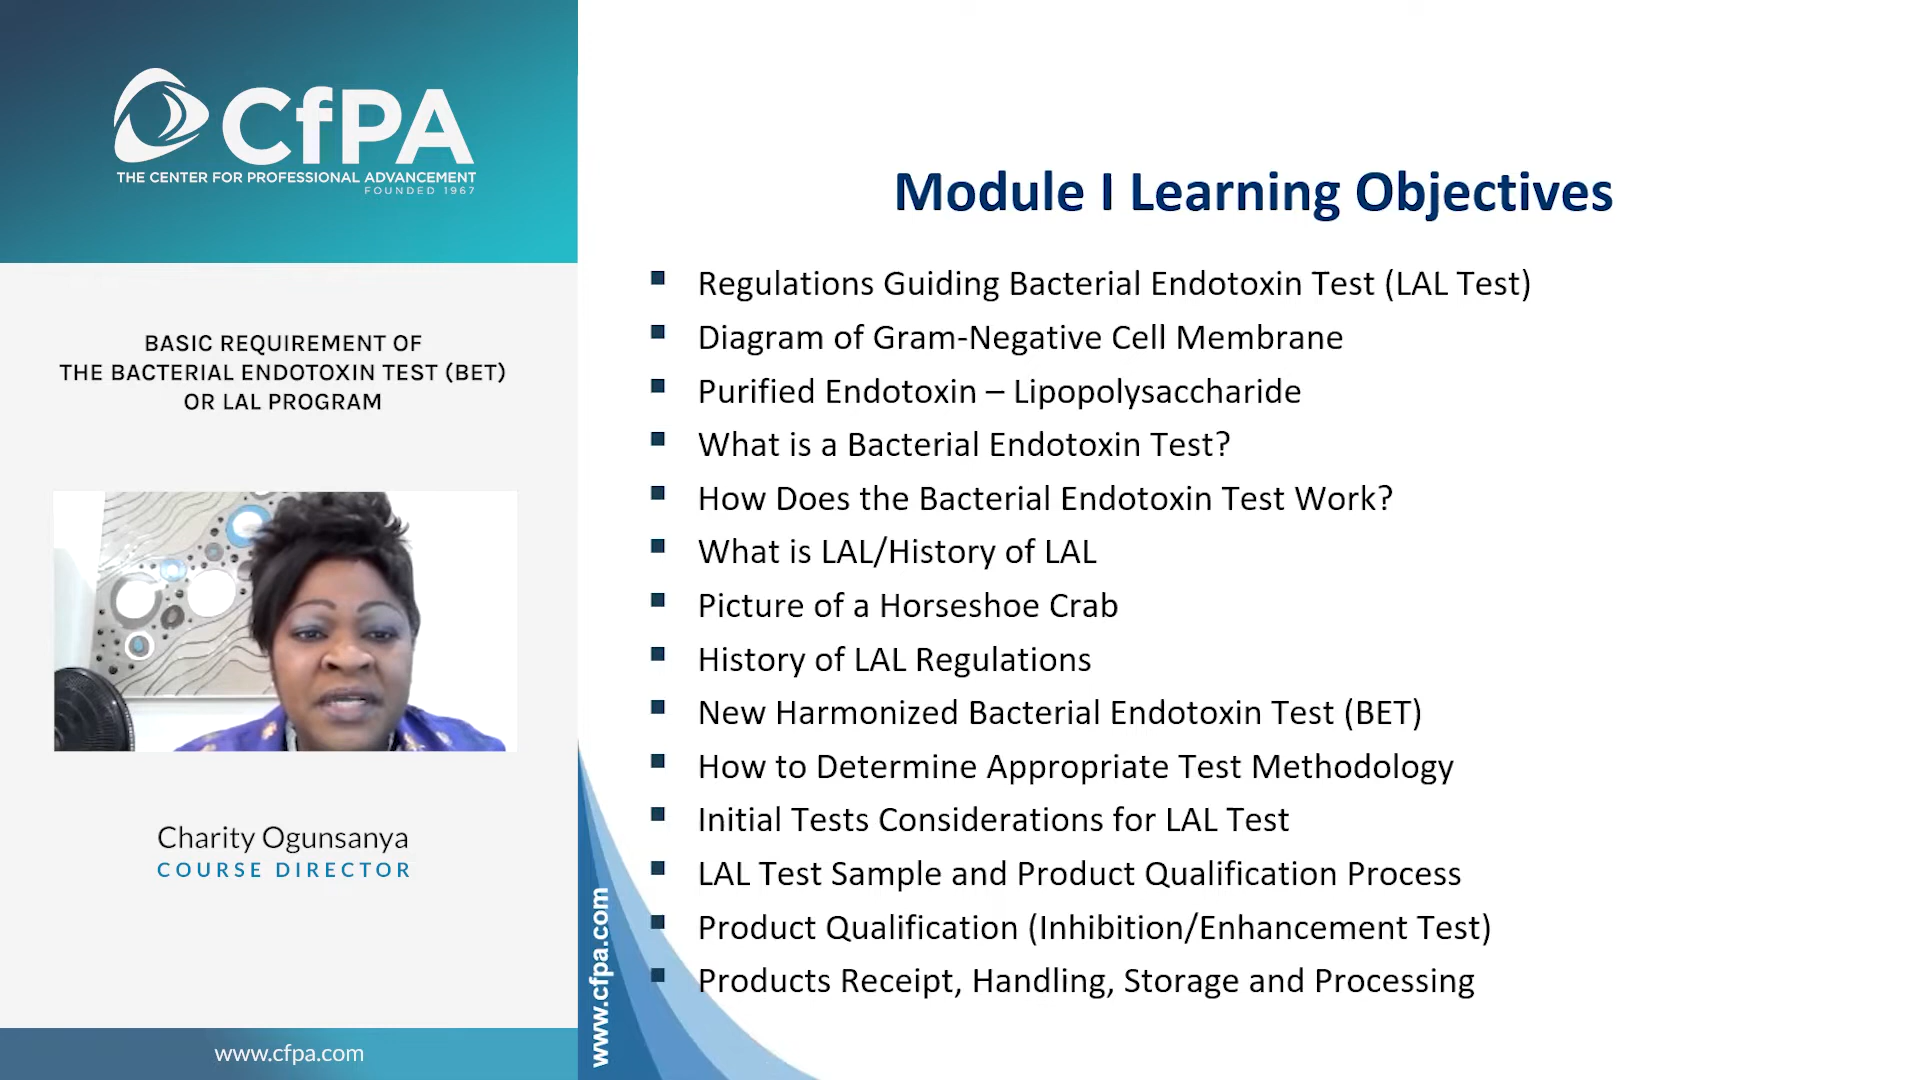 CfPA
THE CENTER FOR PROFESSIONAL ADVANCEMENT
FOUNDED 1967
BASIC REQUIREMENT OF
THE BACTERIAL ENDOTOXIN TEST (BET)
OR LAL PROGRAM
Charity Ogunsanya
COURSE DIRECTOR
www.cfpa.com
www.cfpa.com
Module I Learning Objectives
Regulations Guiding Bacterial Endotoxin Test (LAL Test)
Diagram of Gram-Negative Cell Membrane
Purified Endotoxin – Lipopolysaccharide
What is a Bacterial Endotoxin Test?
How Does the Bacterial Endotoxin Test Work?
What is LAL/History of LAL
Picture of a Horseshoe Crab
History of LAL Regulations
New Harmonized Bacterial Endotoxin Test (BET)
How to Determine Appropriate Test Methodology
Initial Tests Considerations for LAL Test
LAL Test Sample and Product Qualification Process
Product Qualification (Inhibition/Enhancement Test)
Products Receipt, Handling, Storage and Processing